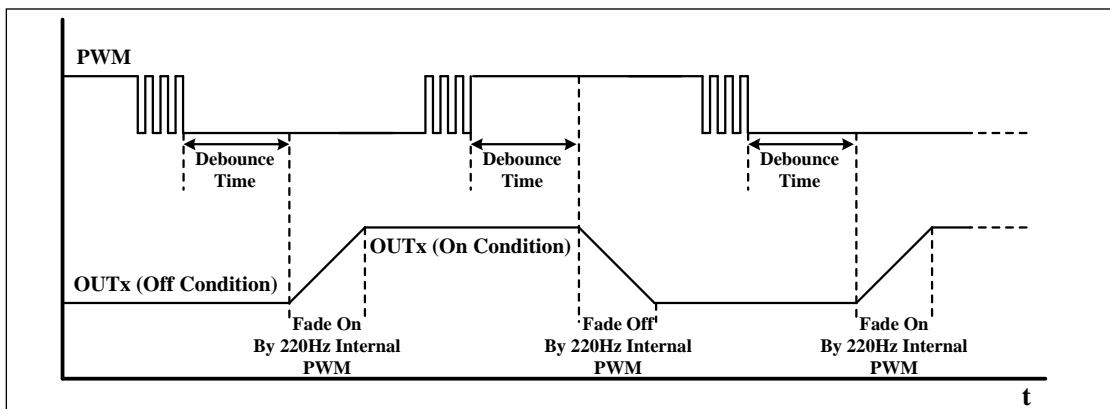 PWM
Debounce
Time
Debounce
Time
Debounce
Time
OUTx (On Condition)
OUTx (Off Condition)
Fade On
By 220Hz Internal
PWM
Fade Off
By 220Hz Internal
PWM
Fade On
By 220Hz Internal
PWM
t